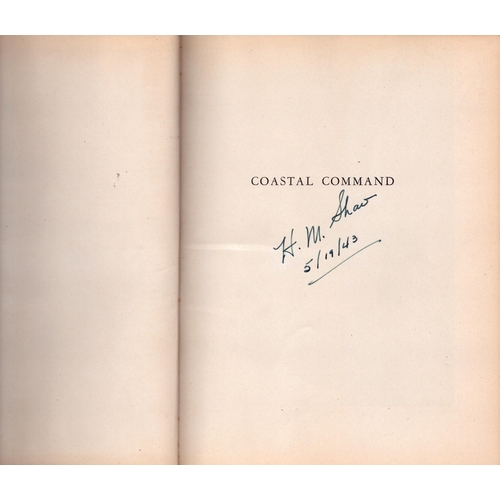 COASTAL COMMAND
H. M. Shaw
5/19/43